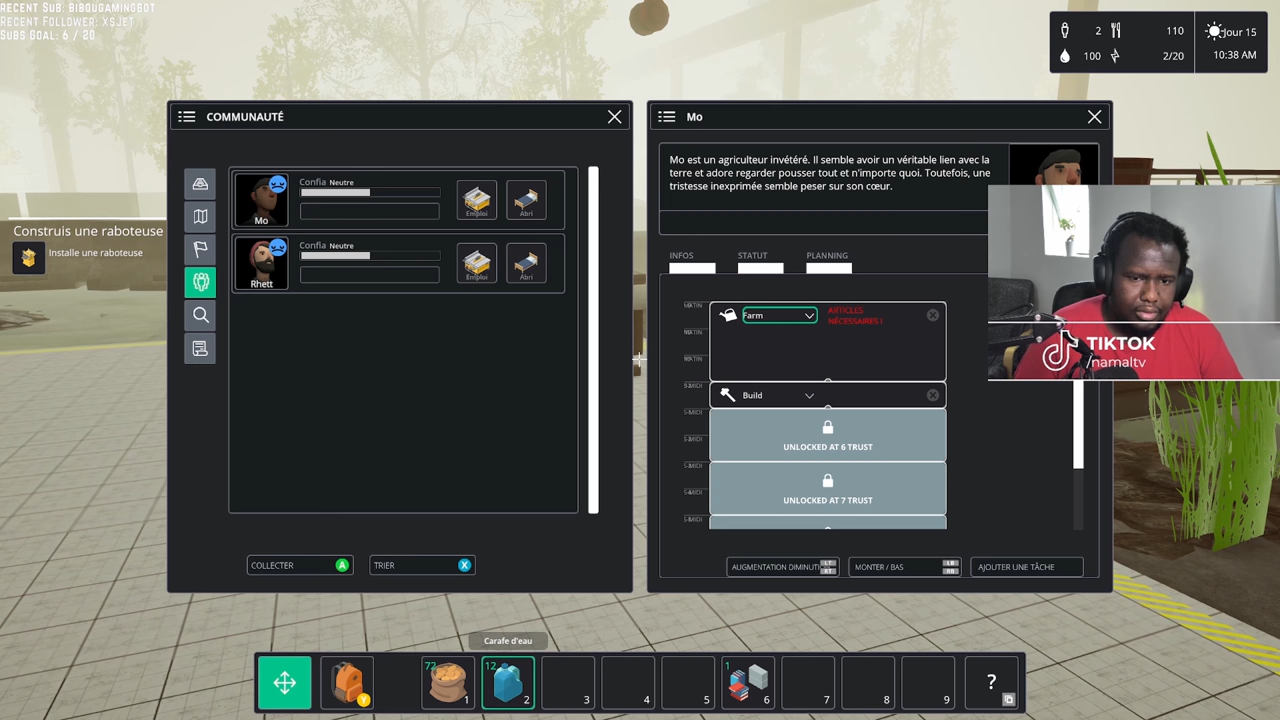 RECENT SUB: BIBOUGAMINGBOT
RECENT FOLLOWER: XSJET
SUBS GOAL: 6 / 20
2 110
100 2/20
Jour 15
10:38 AM
Construis une raboteuse
Installe une raboteuse
COMMUNAUTÉ
Confia Neutre
Mo
Emploi Abri
Confia Neutre
Rhett
Emploi Abri
COLLECTER A
TRIER X
Mo
Mo est un agriculteur invétéré. Il semble avoir un véritable lien avec la
terre et adore regarder pousser tout et n'importe quoi. Toutefois, une
tristesse inexprimée semble peser sur son cœur.
INFOS STATUT PLANNING
Farm
ARTICLES
NÉCESSAIRES !
Build
UNLOCKED AT 6 TRUST
UNLOCKED AT 7 TRUST
AUGMENTATION DIMINUTI LT RT
MONTER / BAS LB RB
AJOUTER UNE TÂCHE
TIKTOK
/namaltv
Carafe d'eau
Y
72 1
12 2
3
4
5
1 6
7
8
9
?